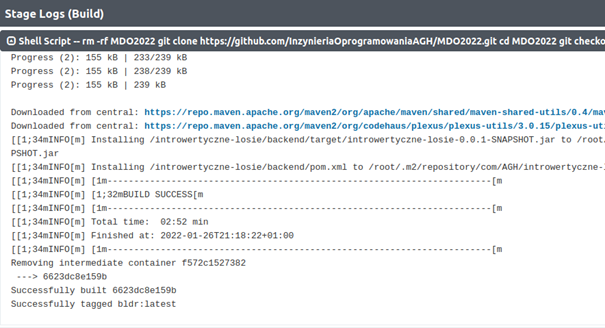 Stage Logs (Build)
Shell Script -- rm -rf MDO2022 git clone https://github.com/InzynieriaOprogramowaniaAGH/MDO2022.git cd MDO2022 git checko
Progress (2): 155 kB | 233/239 kB
Progress (2): 155 kB | 238/239 kB
Progress (2): 155 kB | 239 kB
Downloaded from central: https://repo.maven.apache.org/maven2/org/apache/maven/shared/maven-shared-utils/0.4/mav
Downloaded from central: https://repo.maven.apache.org/maven2/org/codehaus/plexus/plexus-utils/3.0.15/plexus-ut
[[1;34mINFO[m] Installing /introwertyczne-losie/backend/target/introwertyczne-losie-0.0.1-SNAPSHOT.jar to /root/
PSHOT.jar
[[1;34mINFO[m] Installing /introwertyczne-losie/backend/pom.xml to /root/.m2/repository/com/AGH/introwertyczne-l
[[1;34mINFO[m] [1m------------------------------------------------------------------------[m
[[1;34mINFO[m] [1;32mBUILD SUCCESS[m
[[1;34mINFO[m] [1m------------------------------------------------------------------------[m
[[1;34mINFO[m] Total time:  02:52 min
[[1;34mINFO[m] Finished at: 2022-01-26T21:18:22+01:00
[[1;34mINFO[m] [1m------------------------------------------------------------------------[m
Removing intermediate container f572c1527382
 ---> 6623dc8e159b
Successfully built 6623dc8e159b
Successfully tagged bldr:latest